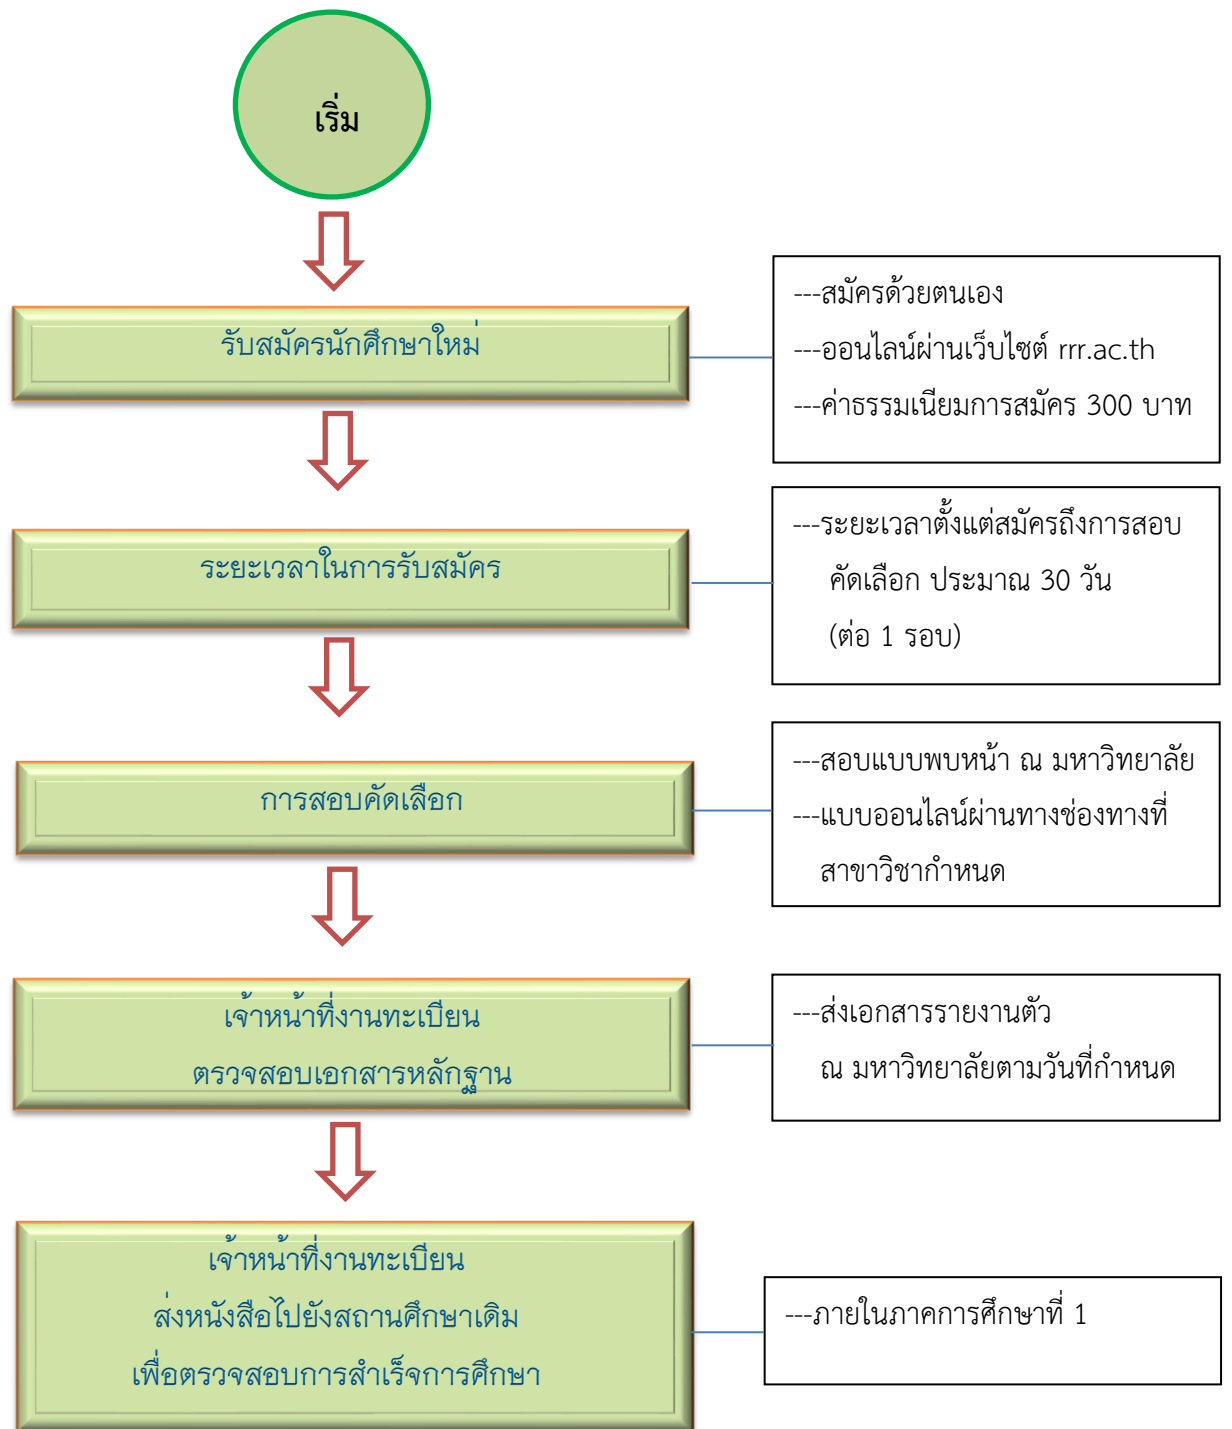 เริ่ม
รับสมัครนักศึกษาใหม่
---สมัครด้วยตนเอง
---ออนไลน์ผ่านเว็บไซต์ rrr.ac.th
---ค่าธรรมเนียมการสมัคร 300 บาท
ระยะเวลาในการรับสมัคร
---ระยะเวลาตั้งแต่สมัครถึงการสอบ
คัดเลือก ประมาณ 30 วัน
(ต่อ 1 รอบ)
การสอบคัดเลือก
---สอบแบบพบหน้า ณ มหาวิทยาลัย
---แบบออนไลน์ผ่านทางช่องทางที่
สาขาวิชากำหนด
เจ้าหน้าที่งานทะเบียน
ตรวจสอบเอกสารหลักฐาน
---ส่งเอกสารรายงานตัว
ณ มหาวิทยาลัยตามวันที่กำหนด
เจ้าหน้าที่งานทะเบียน
ส่งหนังสือไปยังสถานศึกษาเดิม
เพื่อตรวจสอบการสำเร็จการศึกษา
---ภายในภาคการศึกษาที่ 1